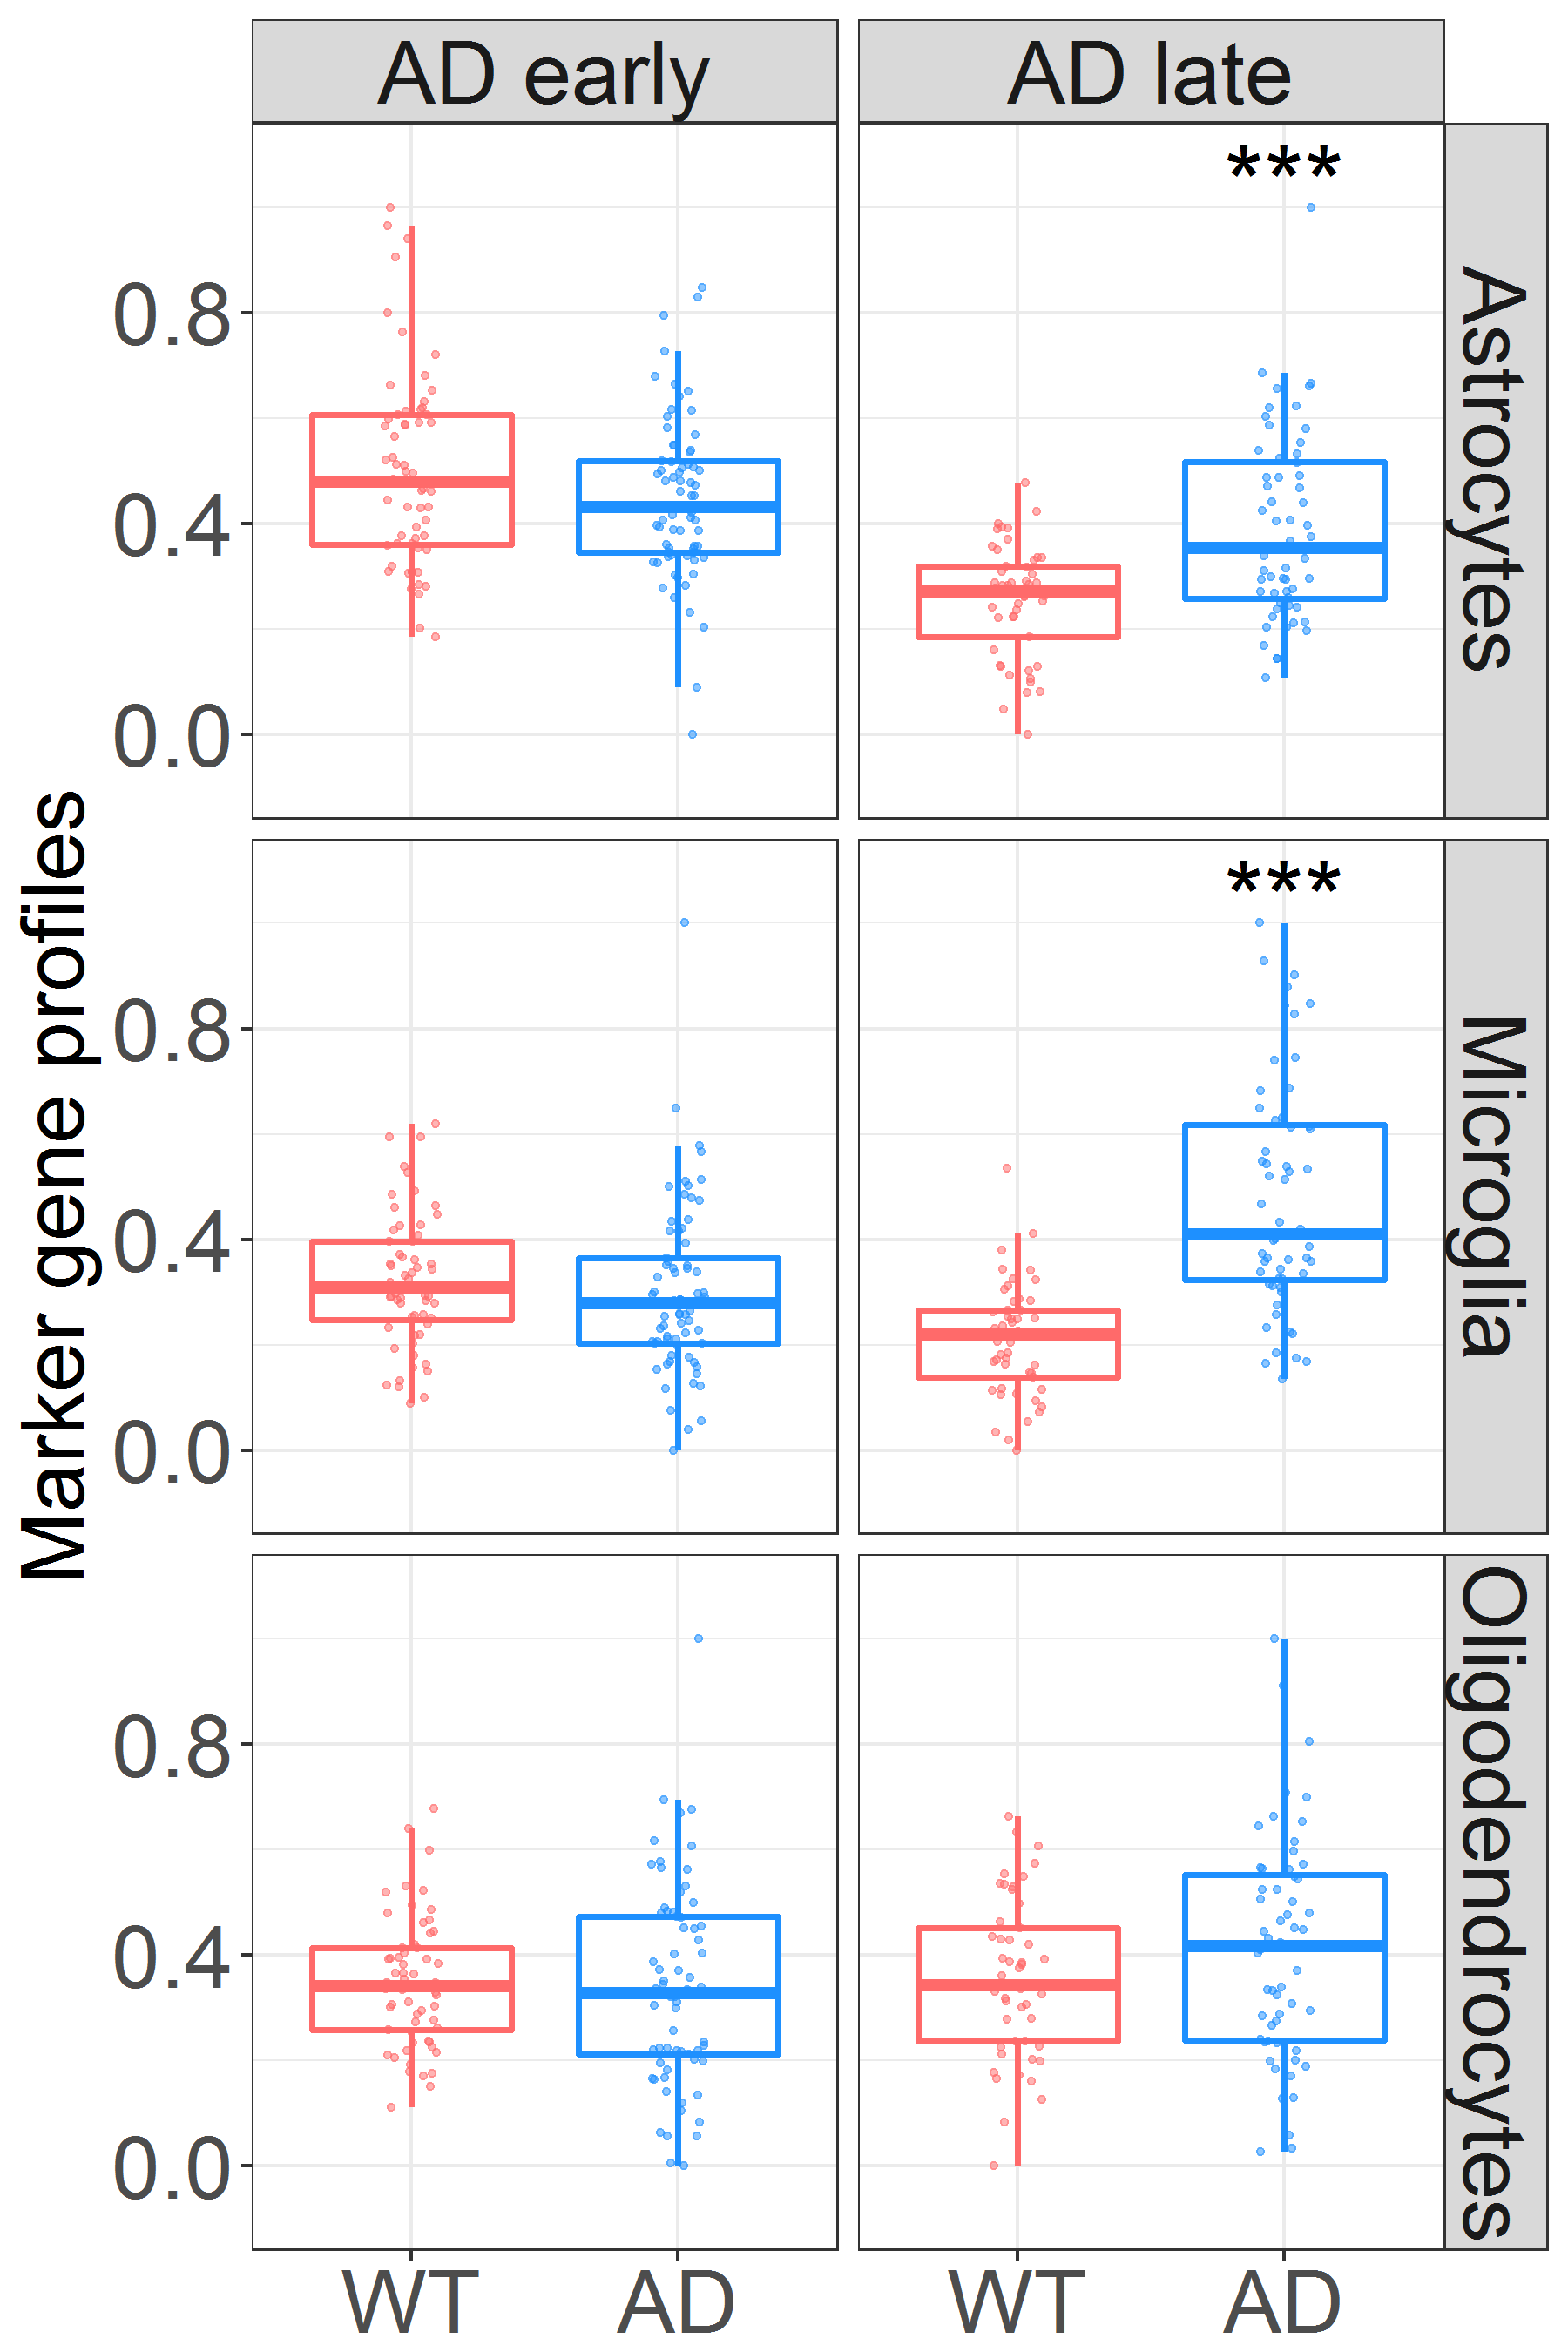 AD early
AD late
***
Astrocytes
0.8
0.4
0.0
Marker gene profiles
***
Microglia
0.8
0.4
0.0
Oligodendrocytes
0.8
0.4
0.0
WT
AD
WT
AD